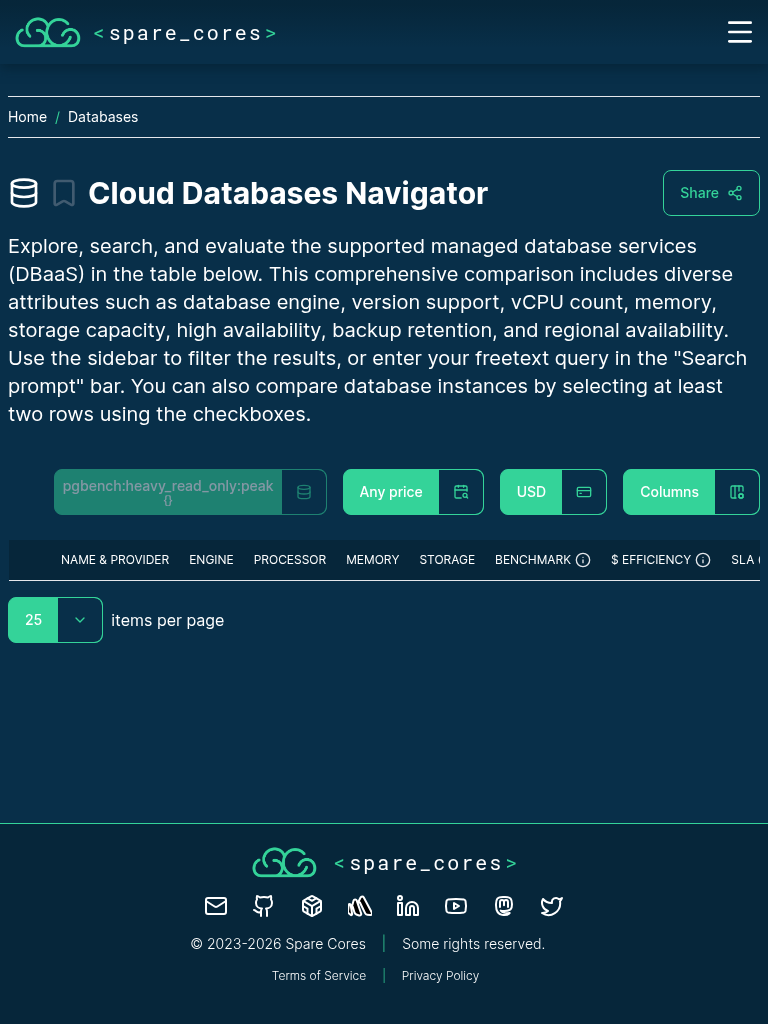 <spare_cores>
Home / Databases
Cloud Databases Navigator
Share
Explore, search, and evaluate the supported managed database services
(DBaaS) in the table below. This comprehensive comparison includes diverse
attributes such as database engine, version support, vCPU count, memory,
storage capacity, high availability, backup retention, and regional availability.
Use the sidebar to filter the results, or enter your freetext query in the "Search
prompt" bar. You can also compare database instances by selecting at least
two rows using the checkboxes.
pgbench:heavy_read_only:peak
{}
Any price
USD
Columns
NAME & PROVIDER ENGINE PROCESSOR MEMORY STORAGE BENCHMARK $ EFFICIENCY SLA
25 items per page
<spare_cores>
© 2023-2026 Spare Cores | Some rights reserved.
Terms of Service | Privacy Policy